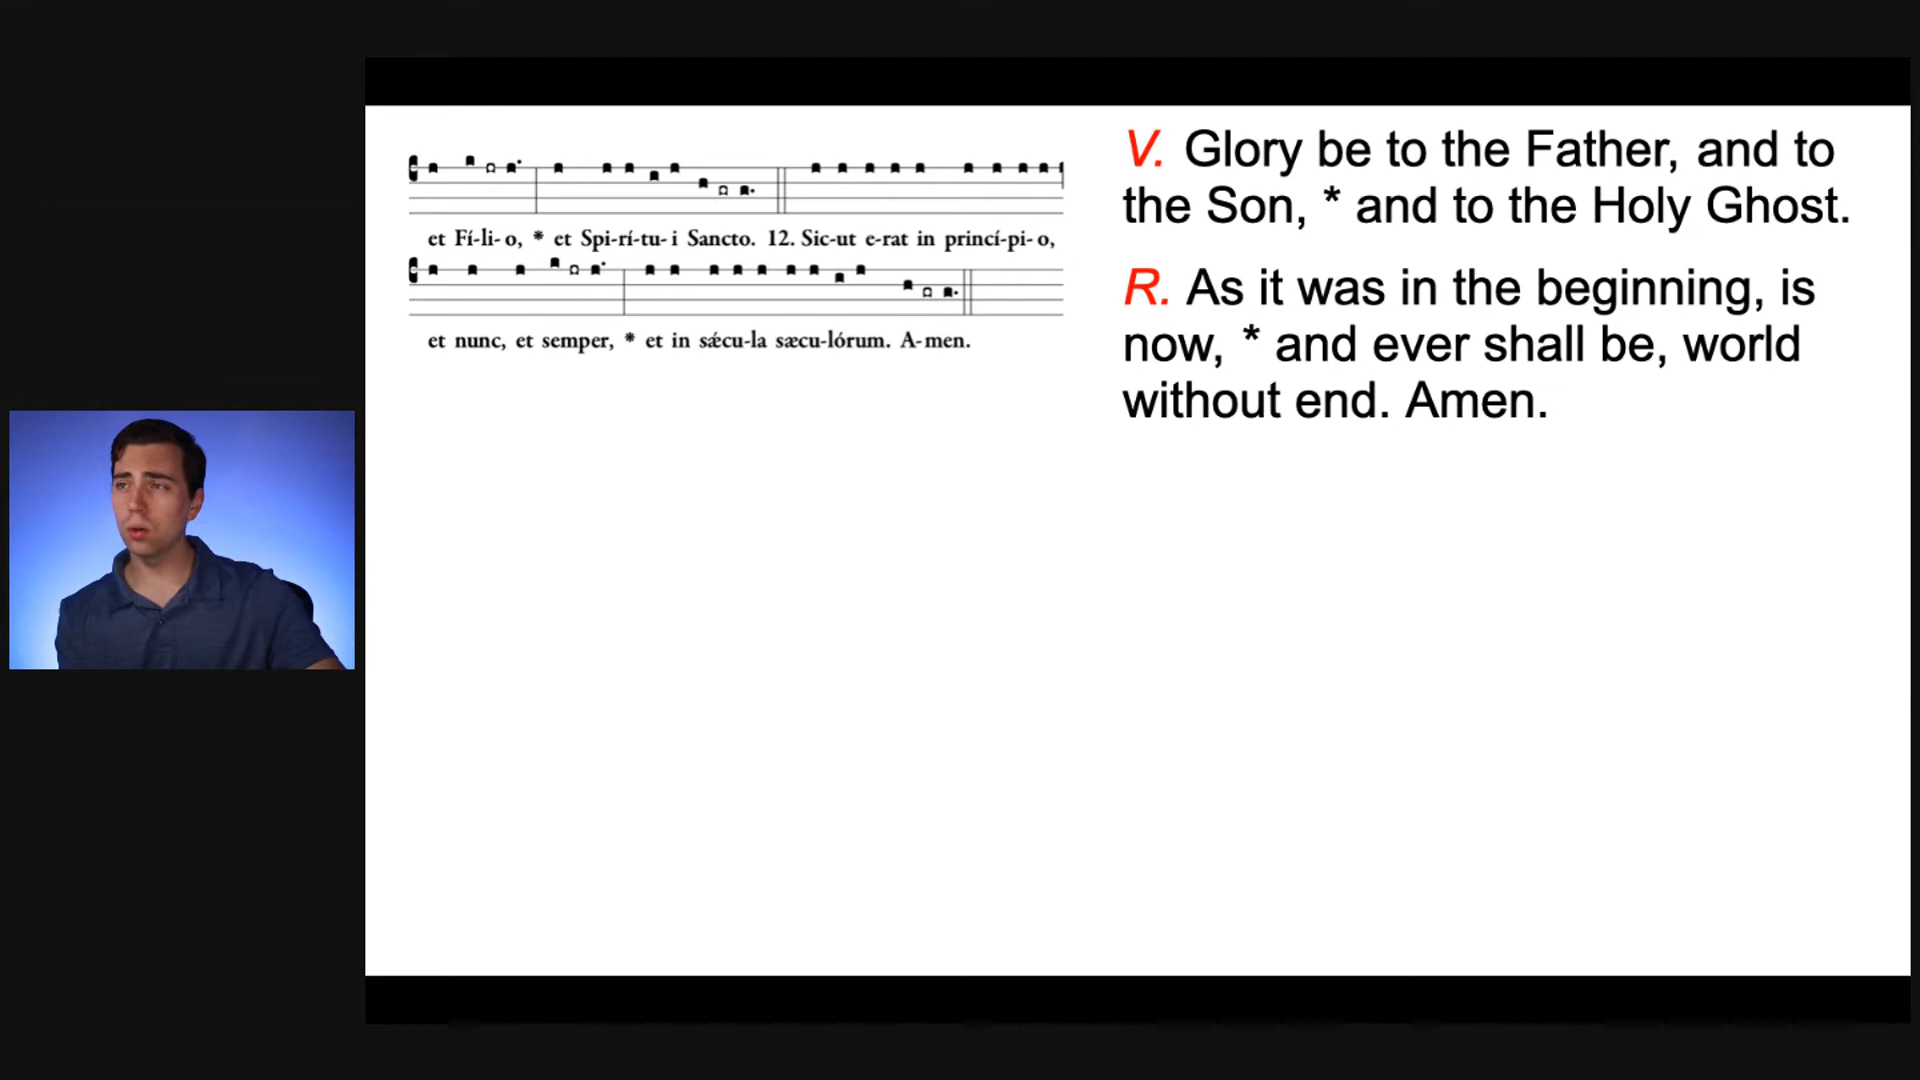 et Fí-li-o, * et Spi-rí-tu-i Sancto. 12. Sic-ut e-rat in princí-pi-o,
et nunc, et semper, * et in sǽcu-la sæcu-lórum. A-men.
V. Glory be to the Father, and to
the Son, * and to the Holy Ghost.
R. As it was in the beginning, is
now, * and ever shall be, world
without end. Amen.